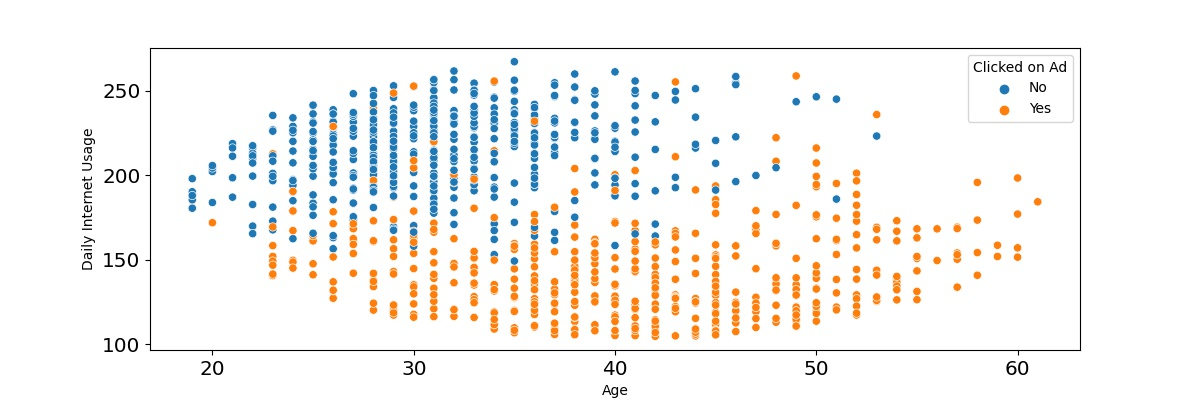 Clicked on Ad
No
Yes
250
200
150
100
Daily Internet Usage
20 30 40 50 60
Age